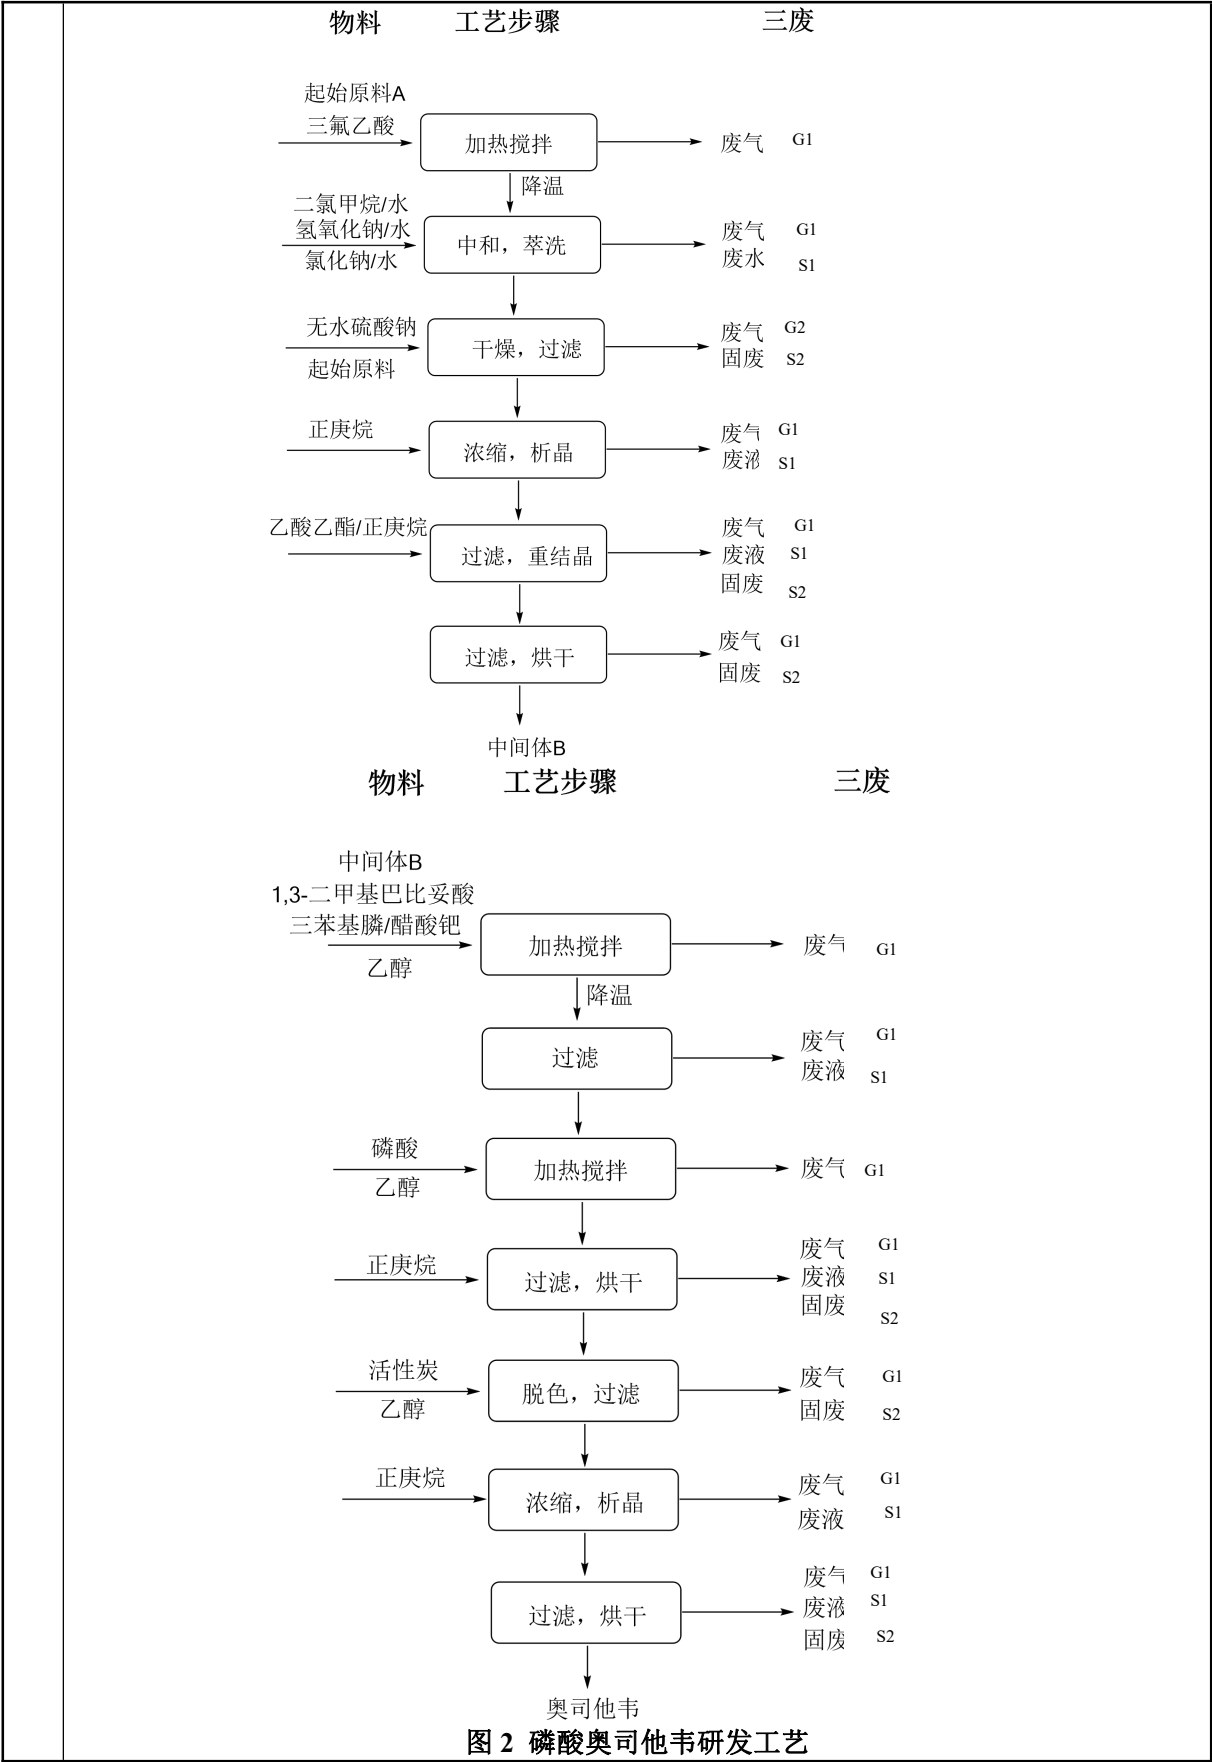 物料 工艺步骤 三废
起始原料A
三氟乙酸 加热搅拌 废气 G1
降温
二氯甲烷/水
氢氧化钠/水 中和，萃洗 废气 G1
氯化钠/水 废水 S1
无水硫酸钠 干燥，过滤 废气 G2
起始原料 固废 S2
正庚烷 浓缩，析晶 废气 G1
废液 S1
乙酸乙酯/正庚烷 过滤，重结晶 废气 G1
废液 S1
固废 S2
过滤，烘干 废气 G1
固废 S2
中间体B
物料 工艺步骤 三废
中间体B
1,3-二甲基巴比妥酸
三苯基膦/醋酸钯 加热搅拌 废气 G1
乙醇
降温
过滤 废气 G1
废液 S1
磷酸 加热搅拌 废气 G1
乙醇
正庚烷 过滤，烘干 废气 G1
废液 S1
固废 S2
活性炭 脱色，过滤 废气 G1
乙醇 固废 S2
正庚烷 浓缩，析晶 废气 G1
废液 S1
过滤，烘干 废气 G1
废液 S1
固废 S2
奥司他韦
图 2 磷酸奥司他韦研发工艺